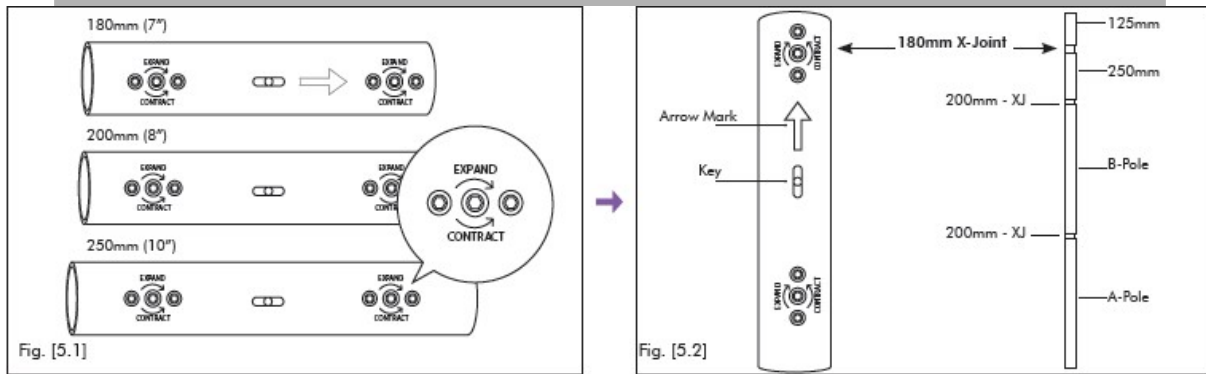 180mm (7”)
EXPAND
CONTRACT
EXPAND
CONTRACT
200mm (8”)
EXPAND
CONTRACT
EXPAND
EXPAND
CONTRACT
250mm (10”)
EXPAND
CONTRACT
EXPAND
CONTRACT
Fig. [5.1]
EXPAND
CONTRACT
Arrow Mark
Key
EXPAND
CONTRACT
180mm X-Joint
125mm
250mm
200mm - XJ
B-Pole
200mm - XJ
A-Pole
Fig. [5.2]